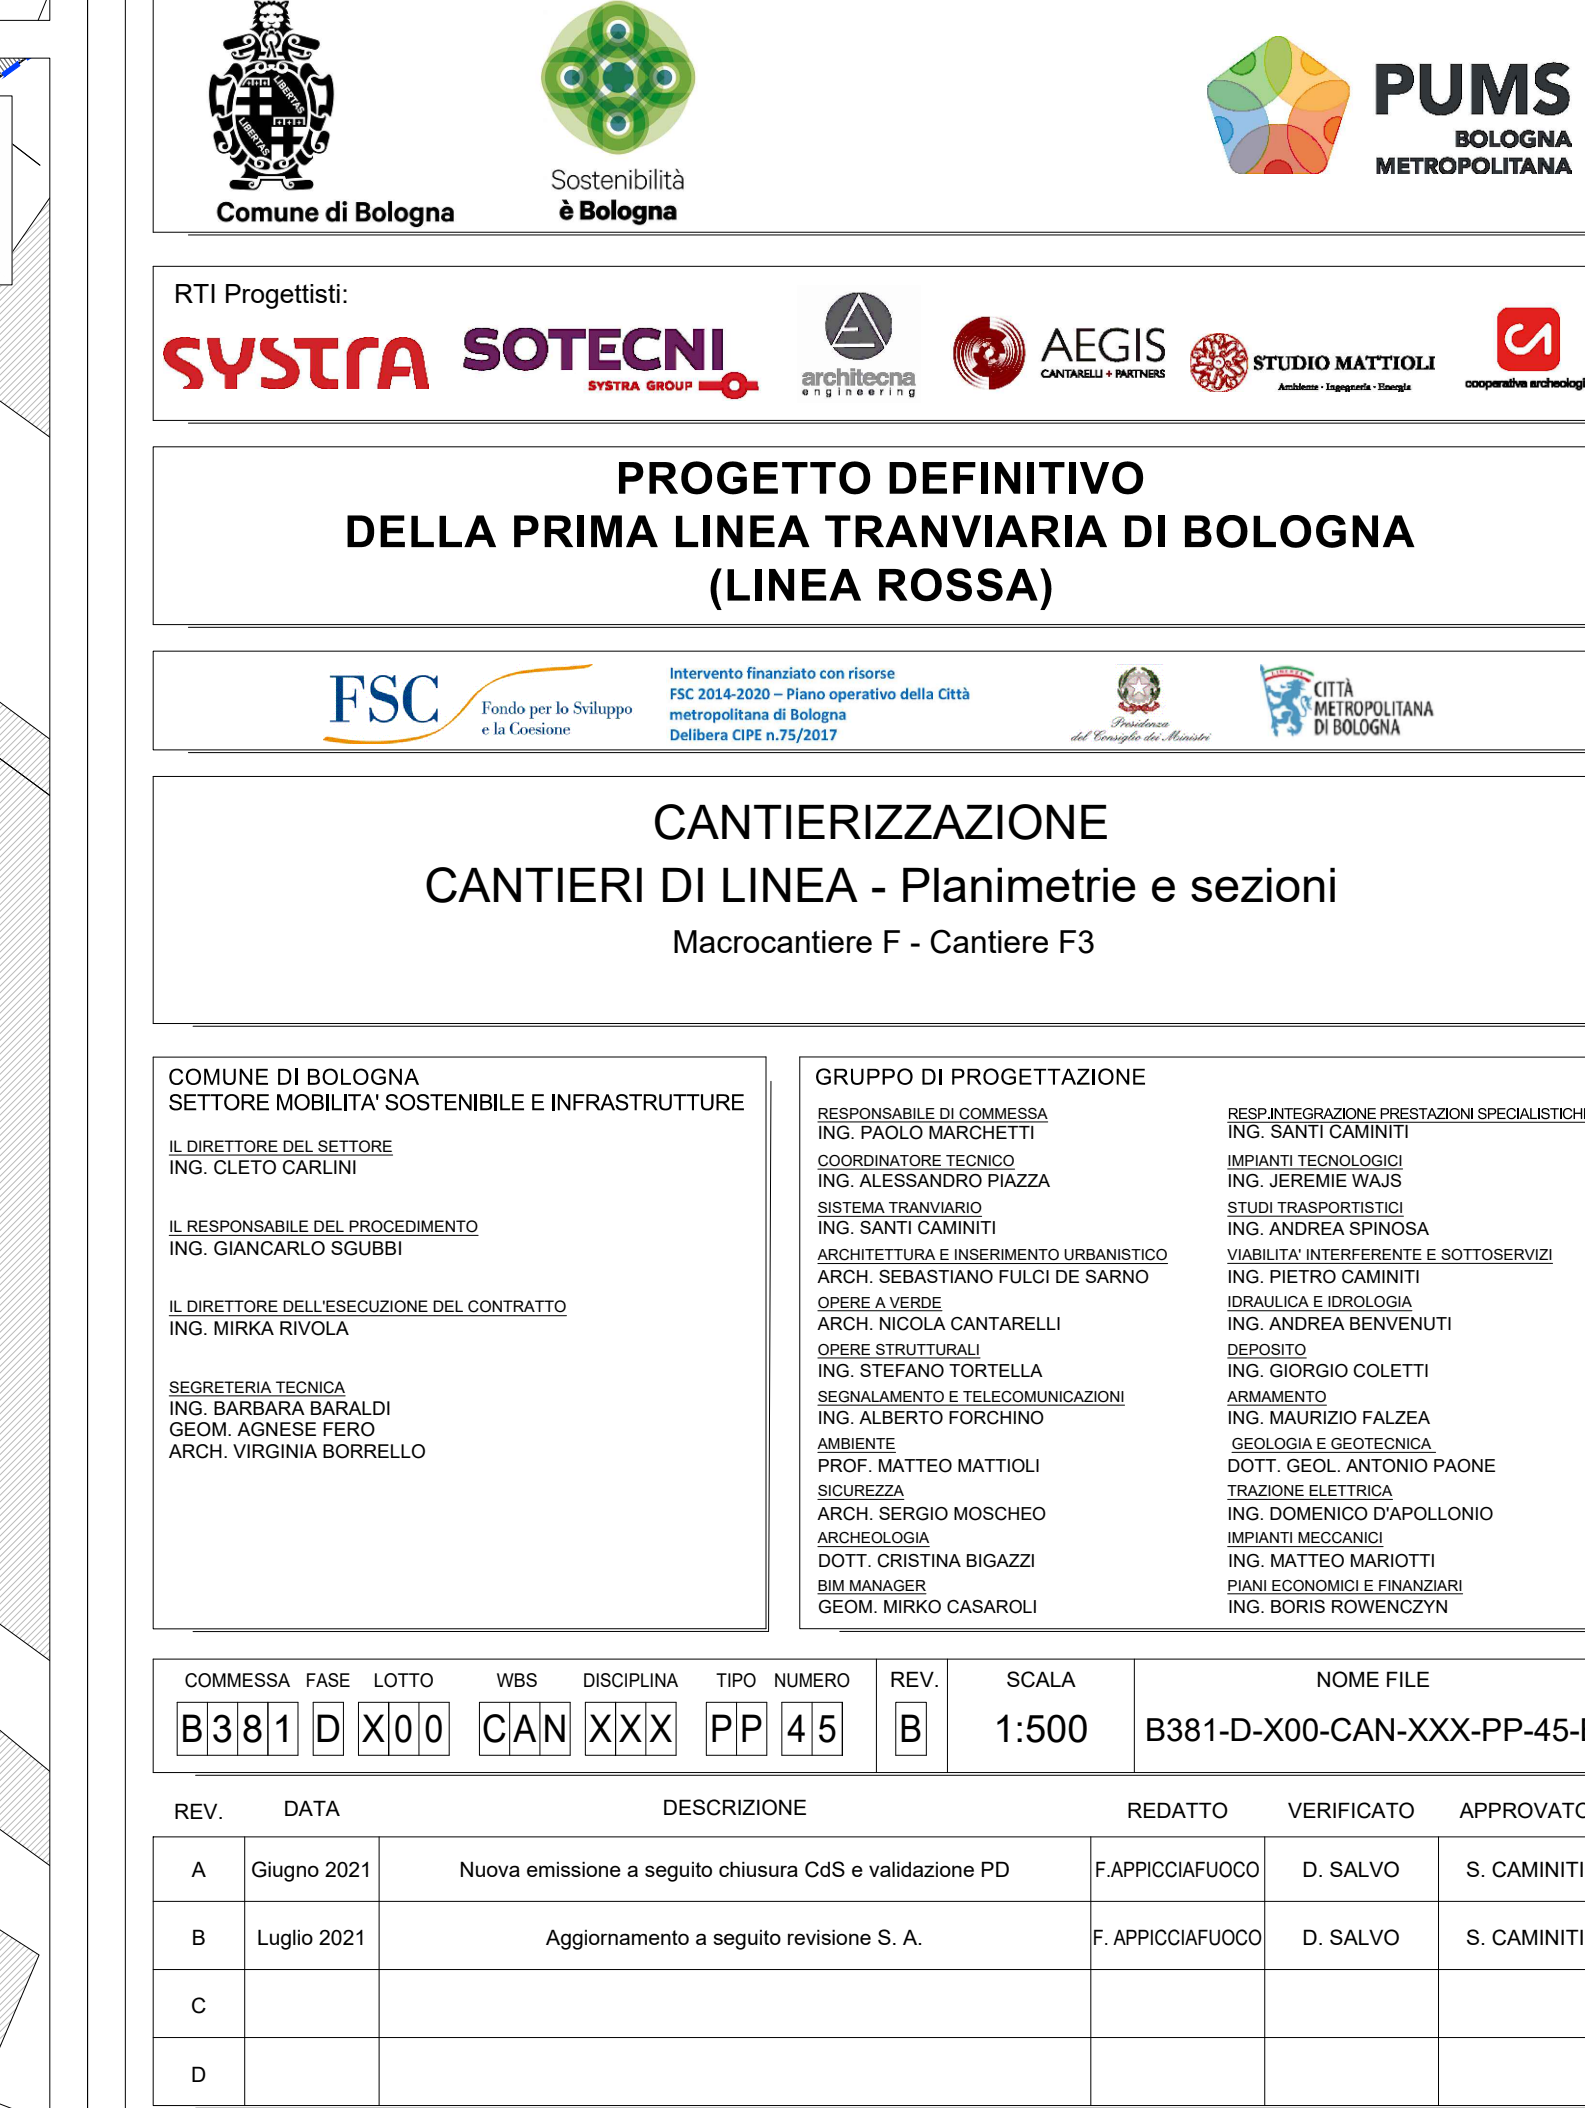 LIBERTAS
LIBERTAS
Comune di Bologna
Sostenibilità
è Bologna
PUMS
BOLOGNA
METROPOLITANA
RTI Progettisti:
SYSTRA
SOTECNI
SYSTRA GROUP
architecna
engineering
AEGIS
CANTARELLI + PARTNERS
STUDIO MATTIOLI
Ambiente - Ingegneria - Energia
cooperativa archeologi
PROGETTO DEFINITIVO
DELLA PRIMA LINEA TRANVIARIA DI BOLOGNA
(LINEA ROSSA)
FSC
Fondo per lo Sviluppo
e la Coesione
Intervento finanziato con risorse
FSC 2014-2020 – Piano operativo della Città
metropolitana di Bologna
Delibera CIPE n.75/2017
Presidenza
del Consiglio dei Ministri
CITTÀ
METROPOLITANA
DI BOLOGNA
CANTIERIZZAZIONE
CANTIERI DI LINEA - Planimetrie e sezioni
Macrocantiere F - Cantiere F3
COMUNE DI BOLOGNA
SETTORE MOBILITA' SOSTENIBILE E INFRASTRUTTURE
IL DIRETTORE DEL SETTORE
ING. CLETO CARLINI
IL RESPONSABILE DEL PROCEDIMENTO
ING. GIANCARLO SGUBBI
IL DIRETTORE DELL'ESECUZIONE DEL CONTRATTO
ING. MIRKA RIVOLA
SEGRETERIA TECNICA
ING. BARBARA BARALDI
GEOM. AGNESE FERO
ARCH. VIRGINIA BORRELLO
GRUPPO DI PROGETTAZIONE
RESPONSABILE DI COMMESSA
ING. PAOLO MARCHETTI
COORDINATORE TECNICO
ING. ALESSANDRO PIAZZA
SISTEMA TRANVIARIO
ING. SANTI CAMINITI
ARCHITETTURA E INSERIMENTO URBANISTICO
ARCH. SEBASTIANO FULCI DE SARNO
OPERE A VERDE
ARCH. NICOLA CANTARELLI
OPERE STRUTTURALI
ING. STEFANO TORTELLA
SEGNALAMENTO E TELECOMUNICAZIONI
ING. ALBERTO FORCHINO
AMBIENTE
PROF. MATTEO MATTIOLI
SICUREZZA
ARCH. SERGIO MOSCHEO
ARCHEOLOGIA
DOTT. CRISTINA BIGAZZI
BIM MANAGER
GEOM. MIRKO CASAROLI
RESP.INTEGRAZIONE PRESTAZIONI SPECIALISTICHE
ING. SANTI CAMINITI
IMPIANTI TECNOLOGICI
ING. JEREMIE WAJS
STUDI TRASPORTISTICI
ING. ANDREA SPINOSA
VIABILITA' INTERFERENTE E SOTTOSERVIZI
ING. PIETRO CAMINITI
IDRAULICA E IDROLOGIA
ING. ANDREA BENVENUTI
DEPOSITO
ING. GIORGIO COLETTI
ARMAMENTO
ING. MAURIZIO FALZEA
GEOLOGIA E GEOTECNICA
DOTT. GEOL. ANTONIO PAONE
TRAZIONE ELETTRICA
ING. DOMENICO D'APOLLONIO
IMPIANTI MECCANICI
ING. MATTEO MARIOTTI
PIANI ECONOMICI E FINANZIARI
ING. BORIS ROWENCZYN
COMMESSA FASE LOTTO WBS DISCIPLINA TIPO NUMERO REV. SCALA NOME FILE
B381 D X00 CAN XXX PP 45 B 1:500 B381-D-X00-CAN-XXX-PP-45-
REV. DATA DESCRIZIONE REDATTO VERIFICATO APPROVATO
A Giugno 2021 Nuova emissione a seguito chiusura CdS e validazione PD F.APPICCIAFUOCO D. SALVO S. CAMINITI
B Luglio 2021 Aggiornamento a seguito revisione S. A. F. APPICCIAFUOCO D. SALVO S. CAMINITI
C
D